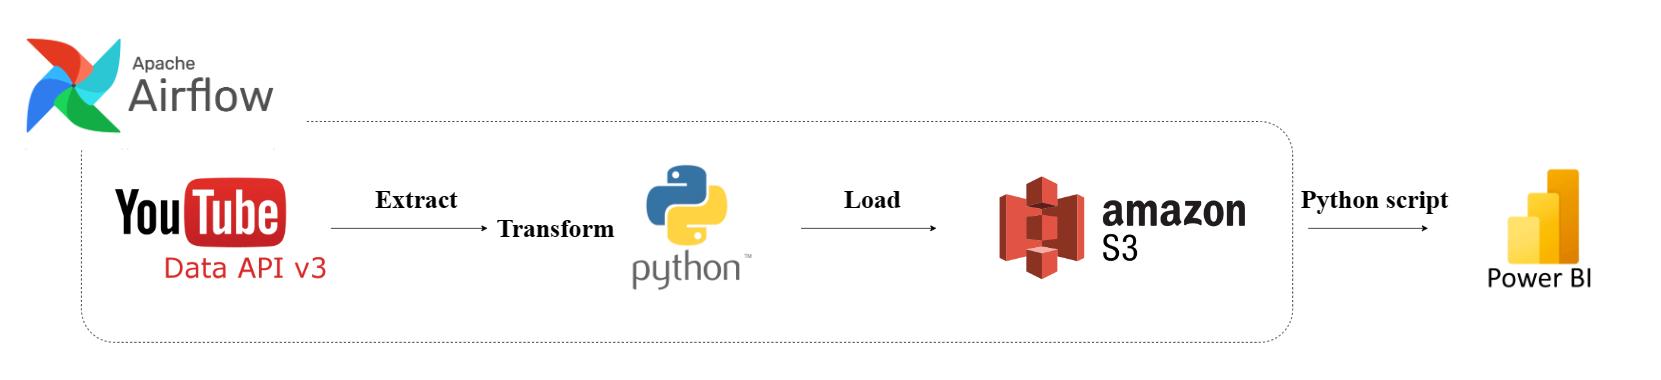 Apache
Airflow
YouTube
Data API v3
Extract
Transform
python™
Load
amazon
S3
Python script
Power BI